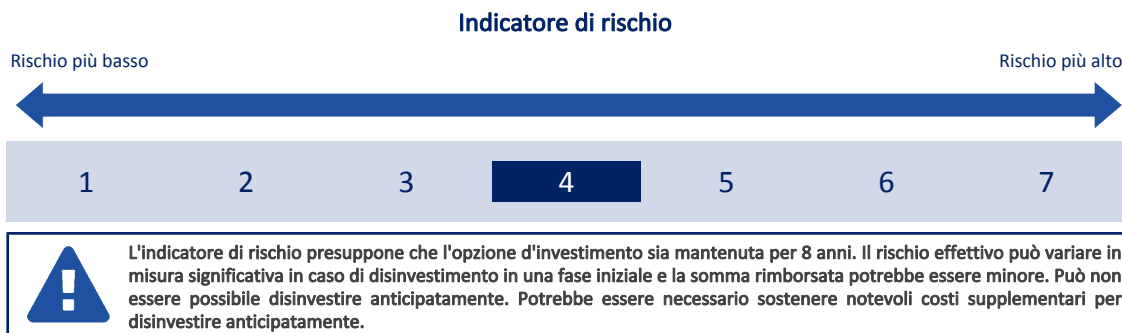 Indicatore di rischio
Rischio più basso
Rischio più alto
1 2 3 4 5 6 7
L'indicatore di rischio presuppone che l'opzione d'investimento sia mantenuta per 8 anni. Il rischio effettivo può variare in
misura significativa in caso di disinvestimento in una fase iniziale e la somma rimborsata potrebbe essere minore. Può non
essere possibile disinvestire anticipatamente. Potrebbe essere necessario sostenere notevoli costi supplementari per
disinvestire anticipatamente.